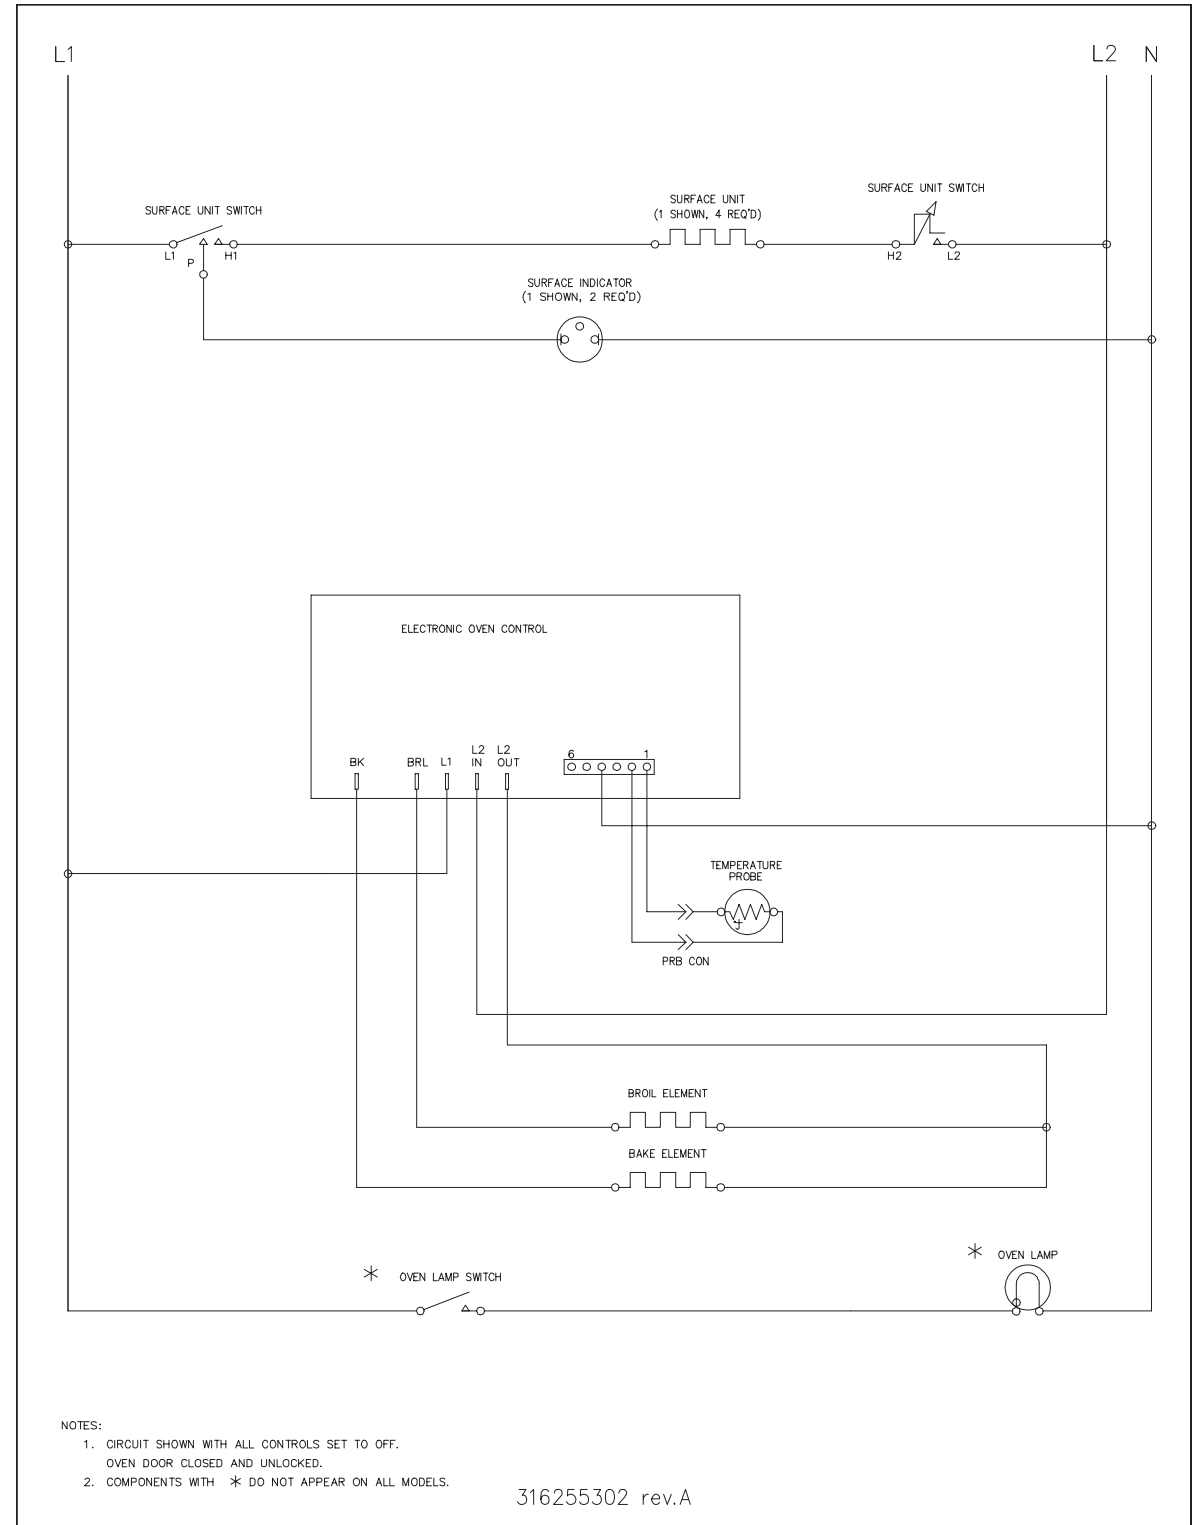 L1
L2 N
SURFACE UNIT SWITCH
SURFACE UNIT
(1 SHOWN, 4 REQ'D)
SURFACE UNIT SWITCH
L1
P
H1
H2
L2
SURFACE INDICATOR
(1 SHOWN, 2 REQ'D)
ELECTRONIC OVEN CONTROL
BK
BRL
L1
L2
IN
L2
OUT
6
1
TEMPERATURE
PROBE
PRB CON
BROIL ELEMENT
BAKE ELEMENT
* OVEN LAMP SWITCH
* OVEN LAMP
NOTES:
1. CIRCUIT SHOWN WITH ALL CONTROLS SET TO OFF.
OVEN DOOR CLOSED AND UNLOCKED.
2. COMPONENTS WITH * DO NOT APPEAR ON ALL MODELS.
316255302 rev.A